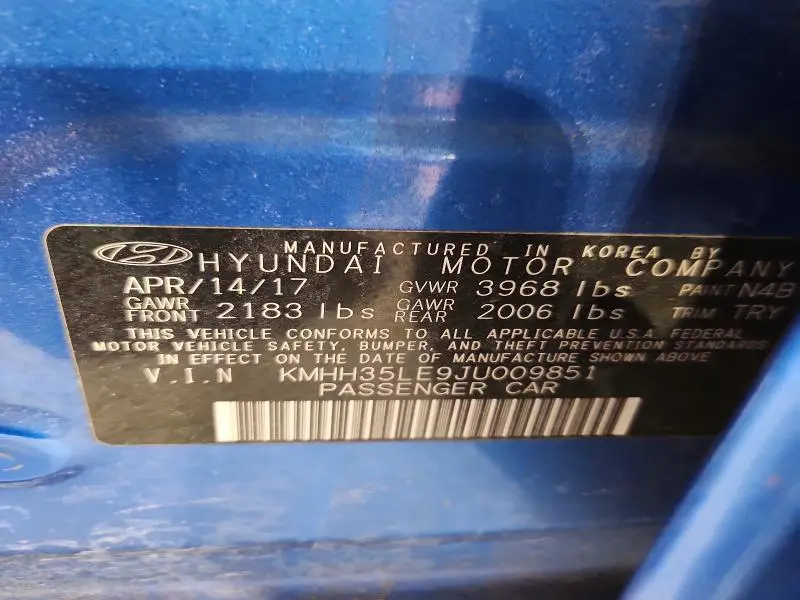 MANUFACTURED IN KOREA BY
HYUNDAI MOTOR COMPANY
APR/14/17 GVWR 3968 lbs PAINT N4B
GAWR FRONT 2183 lbs GAWR REAR 2006 lbs TRIM TRY
THIS VEHICLE CONFORMS TO ALL APPLICABLE U.S.A. FEDERAL
MOTOR VEHICLE SAFETY, BUMPER, AND THEFT PREVENTION STANDARDS
IN EFFECT ON THE DATE OF MANUFACTURE SHOWN ABOVE
V.I.N KMHH35LE9JU009851
PASSENGER CAR